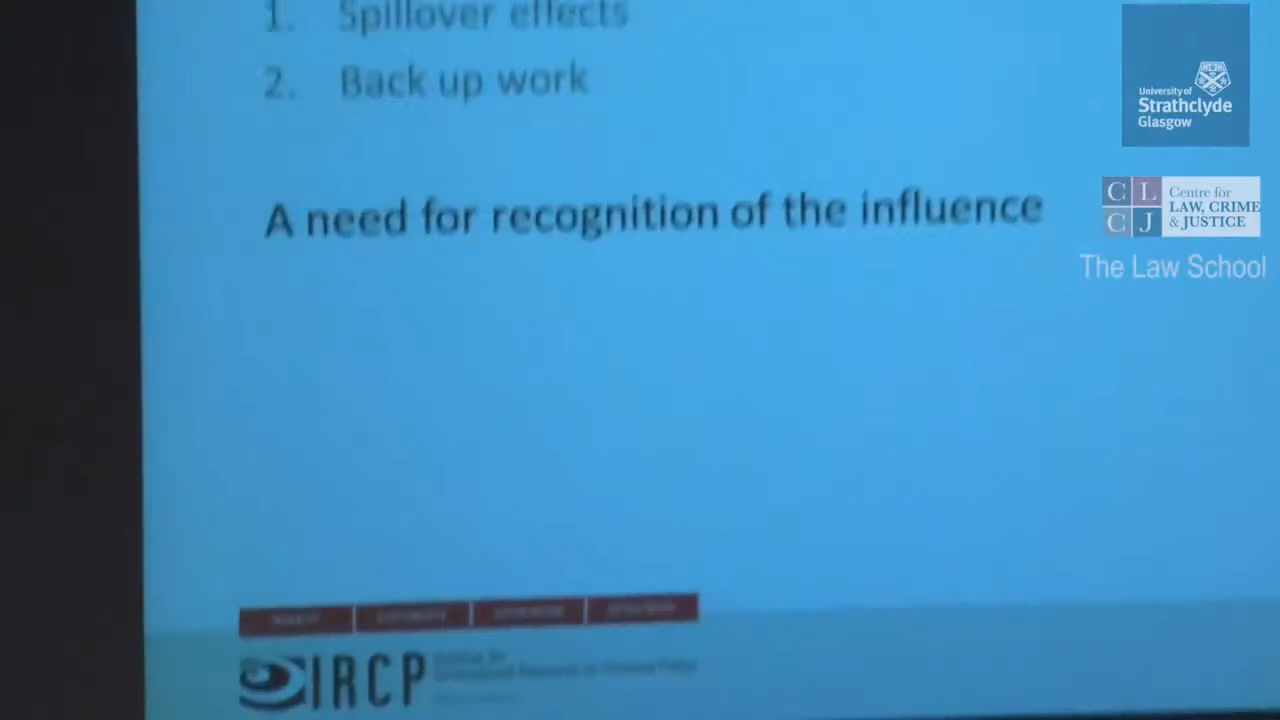 1. Spillover effects
2. Back up work
A need for recognition of the influence
University of
Strathclyde
Glasgow
C L
C J
Centre for
LAW, CRIME
& JUSTICE
The Law School
IRCP